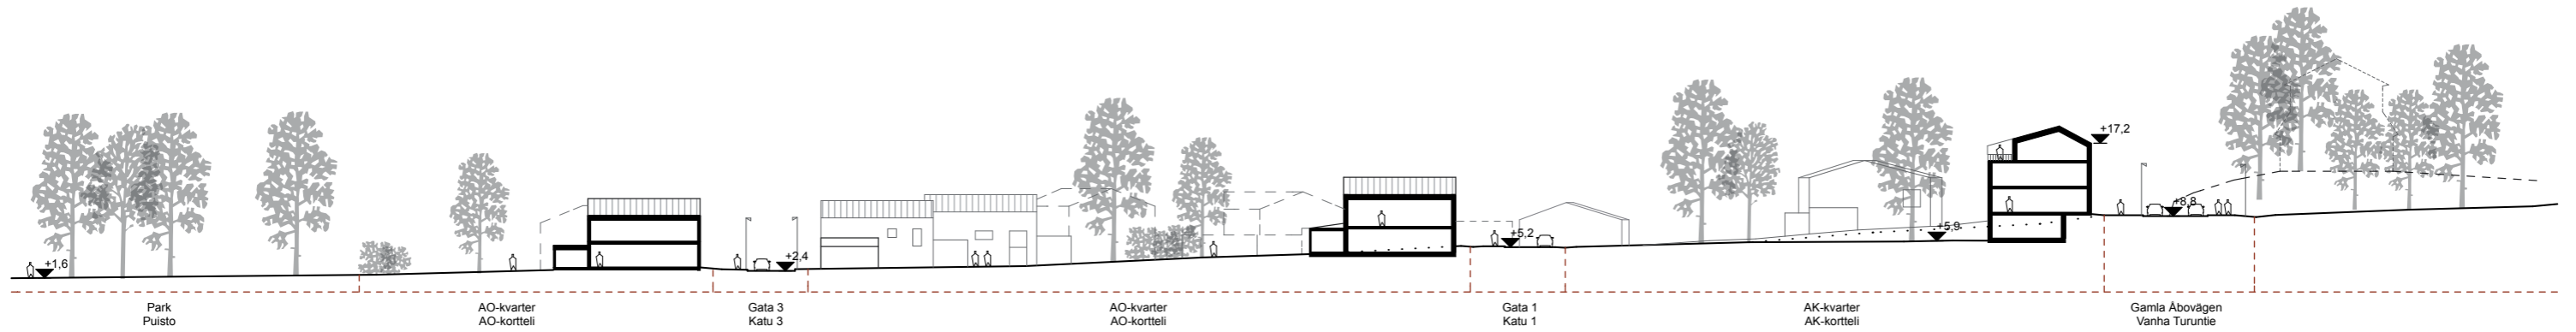 +17,2
+8,8
+5,9
+5,2
+2,4
+1,6
Park
Puisto
AO-kvarter
AO-kortteli
Gata 3
Katu 3
AO-kvarter
AO-kortteli
Gata 1
Katu 1
AK-kvarter
AK-kortteli
Gamla Åbovägen
Vanha Turuntie